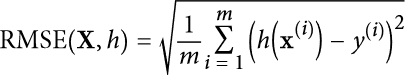 RMSE(𝐗, h) = √(1/m ∑_{i = 1}^{m} (h(𝐱^{(i)}) − y^{(i)})^2)